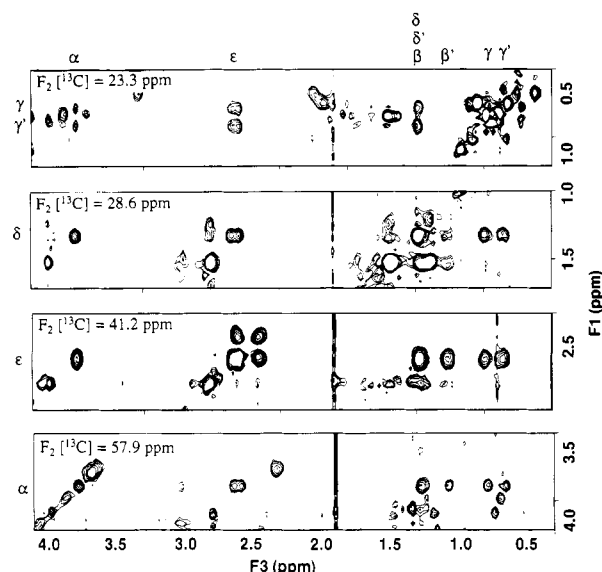 δ
δ'
α ε β β' γ γ'
F₂ [¹³C] = 23.3 ppm
γ
γ'
0.5
1.0
F₂ [¹³C] = 28.6 ppm
δ
1.0
1.5
F₂ [¹³C] = 41.2 ppm
ε
2.5
F₂ [¹³C] = 57.9 ppm
α
3.5
4.0
F1 (ppm)
4.0 3.5 3.0 2.5 2.0 1.5 1.0 0.5
F3 (ppm)